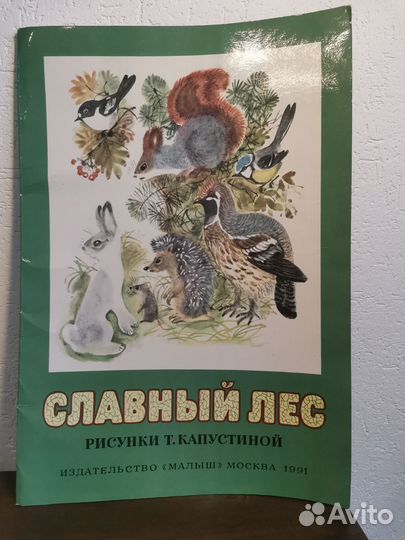 СЛАВНЫЙ ЛЕС
РИСУНКИ Т. КАПУСТИНОЙ
ИЗДАТЕЛЬСТВО «МАЛЫШ» МОСКВА 1991
Avito